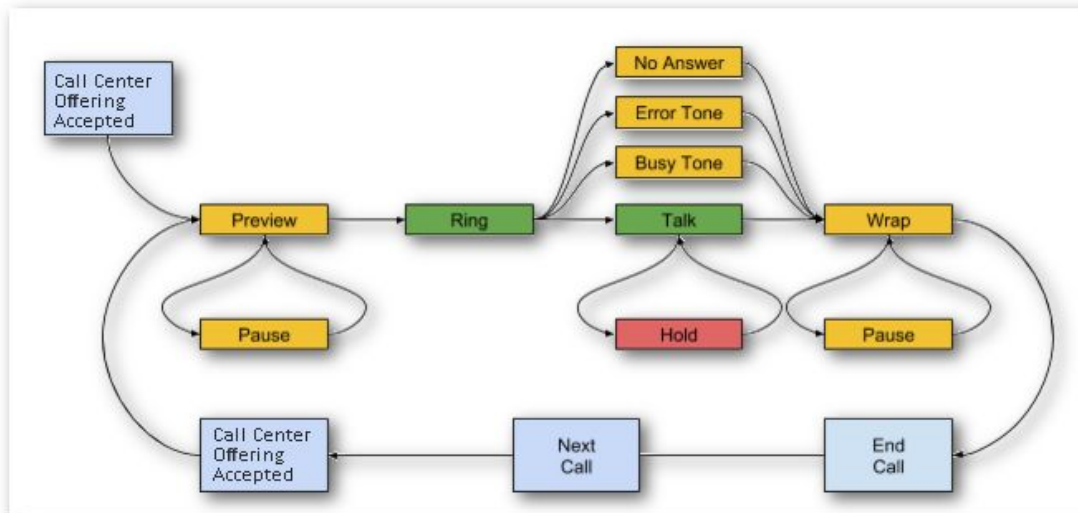 Call Center
Offering
Accepted
No Answer
Error Tone
Busy Tone
Preview
Ring
Talk
Wrap
Pause
Hold
Pause
Call Center
Offering
Accepted
Next
Call
End
Call